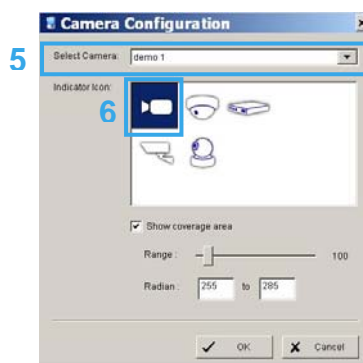 Camera Configuration
5
Select Camera: demo 1
Indicator Icon:
6
Show coverage area
Range : 100
Radian : 255 to 285
OK Cancel